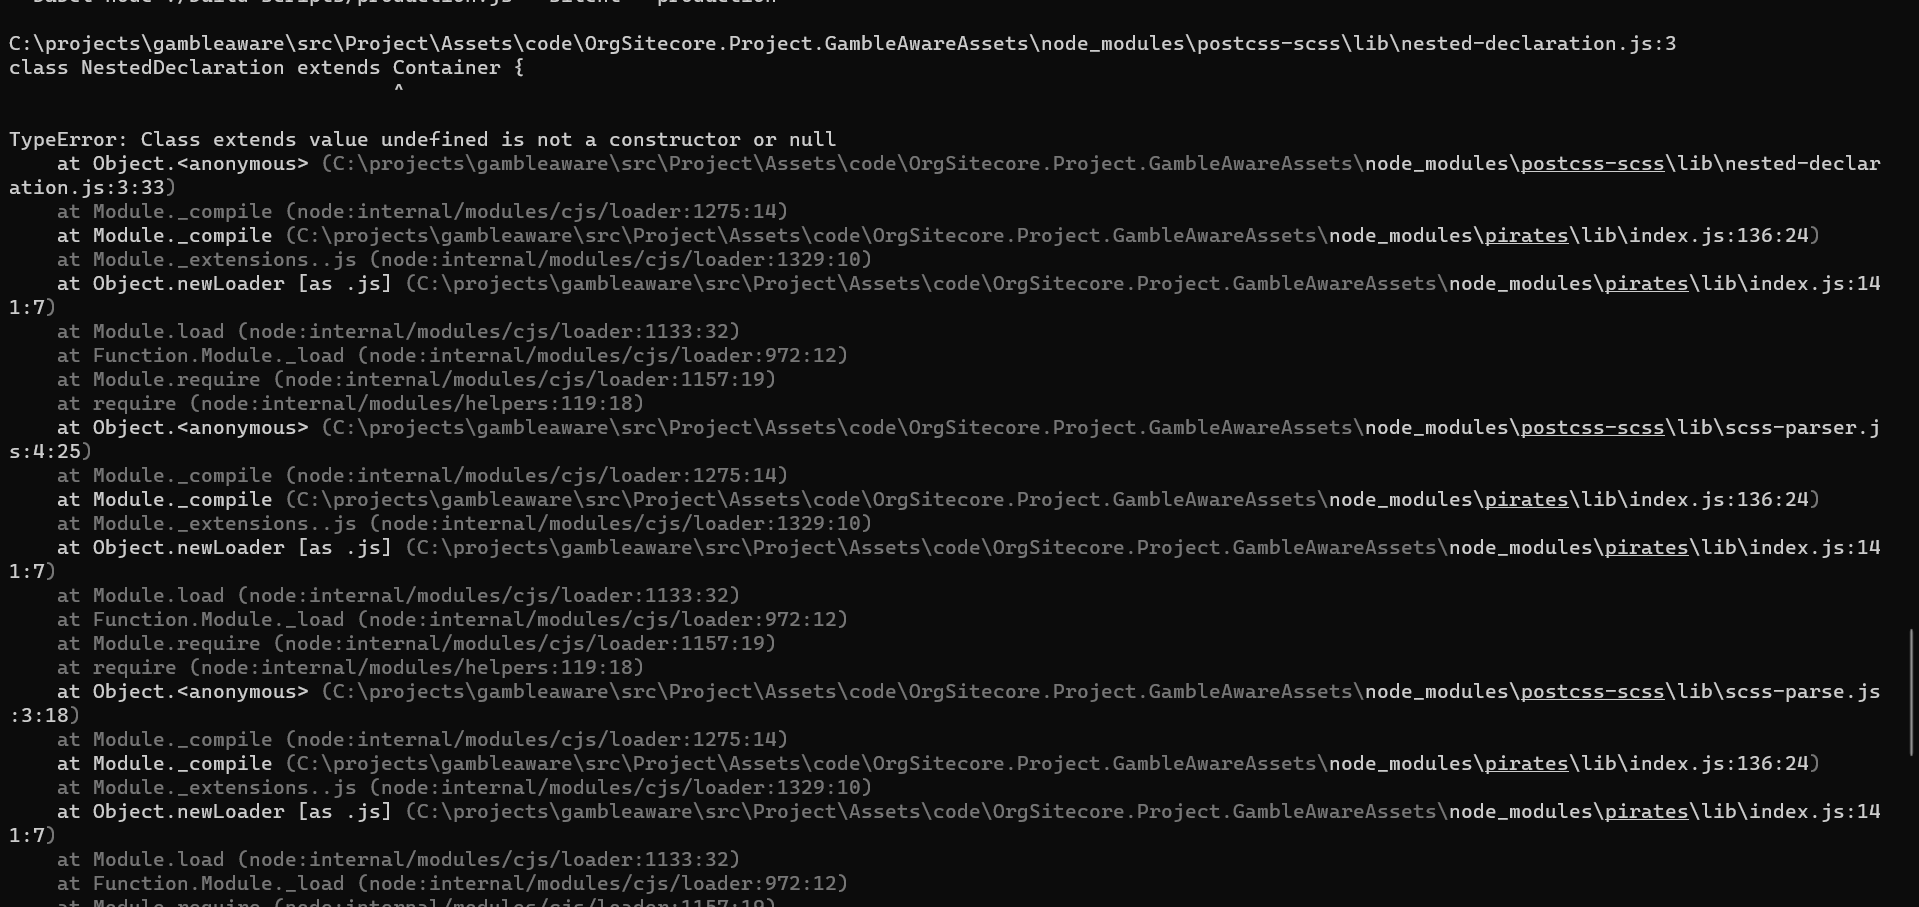 C:\projects\gambleaware\src\Project\Assets\code\OrgSitecore.Project.GambleAwareAssets\node_modules\postcss-scss\lib\nested-declaration.js:3
class NestedDeclaration extends Container {
^
TypeError: Class extends value undefined is not a constructor or null
at Object.<anonymous> (C:\projects\gambleaware\src\Project\Assets\code\OrgSitecore.Project.GambleAwareAssets\node_modules\postcss-scss\lib\nested-declar
ation.js:3:33)
at Module._compile (node:internal/modules/cjs/loader:1275:14)
at Module._compile (C:\projects\gambleaware\src\Project\Assets\code\OrgSitecore.Project.GambleAwareAssets\node_modules\pirates\lib\index.js:136:24)
at Module._extensions..js (node:internal/modules/cjs/loader:1329:10)
at Object.newLoader [as .js] (C:\projects\gambleaware\src\Project\Assets\code\OrgSitecore.Project.GambleAwareAssets\node_modules\pirates\lib\index.js:14
1:7)
at Module.load (node:internal/modules/cjs/loader:1133:32)
at Function.Module._load (node:internal/modules/cjs/loader:972:12)
at Module.require (node:internal/modules/cjs/loader:1157:19)
at require (node:internal/modules/helpers:119:18)
at Object.<anonymous> (C:\projects\gambleaware\src\Project\Assets\code\OrgSitecore.Project.GambleAwareAssets\node_modules\postcss-scss\lib\scss-parser.j
s:4:25)
at Module._compile (node:internal/modules/cjs/loader:1275:14)
at Module._compile (C:\projects\gambleaware\src\Project\Assets\code\OrgSitecore.Project.GambleAwareAssets\node_modules\pirates\lib\index.js:136:24)
at Module._extensions..js (node:internal/modules/cjs/loader:1329:10)
at Object.newLoader [as .js] (C:\projects\gambleaware\src\Project\Assets\code\OrgSitecore.Project.GambleAwareAssets\node_modules\pirates\lib\index.js:14
1:7)
at Module.load (node:internal/modules/cjs/loader:1133:32)
at Function.Module._load (node:internal/modules/cjs/loader:972:12)
at Module.require (node:internal/modules/cjs/loader:1157:19)
at require (node:internal/modules/helpers:119:18)
at Object.<anonymous> (C:\projects\gambleaware\src\Project\Assets\code\OrgSitecore.Project.GambleAwareAssets\node_modules\postcss-scss\lib\scss-parse.js
:3:18)
at Module._compile (node:internal/modules/cjs/loader:1275:14)
at Module._compile (C:\projects\gambleaware\src\Project\Assets\code\OrgSitecore.Project.GambleAwareAssets\node_modules\pirates\lib\index.js:136:24)
at Module._extensions..js (node:internal/modules/cjs/loader:1329:10)
at Object.newLoader [as .js] (C:\projects\gambleaware\src\Project\Assets\code\OrgSitecore.Project.GambleAwareAssets\node_modules\pirates\lib\index.js:14
1:7)
at Module.load (node:internal/modules/cjs/loader:1133:32)
at Function.Module._load (node:internal/modules/cjs/loader:972:12)
at Module.require (node:internal/modules/cjs/loader:1157:19)